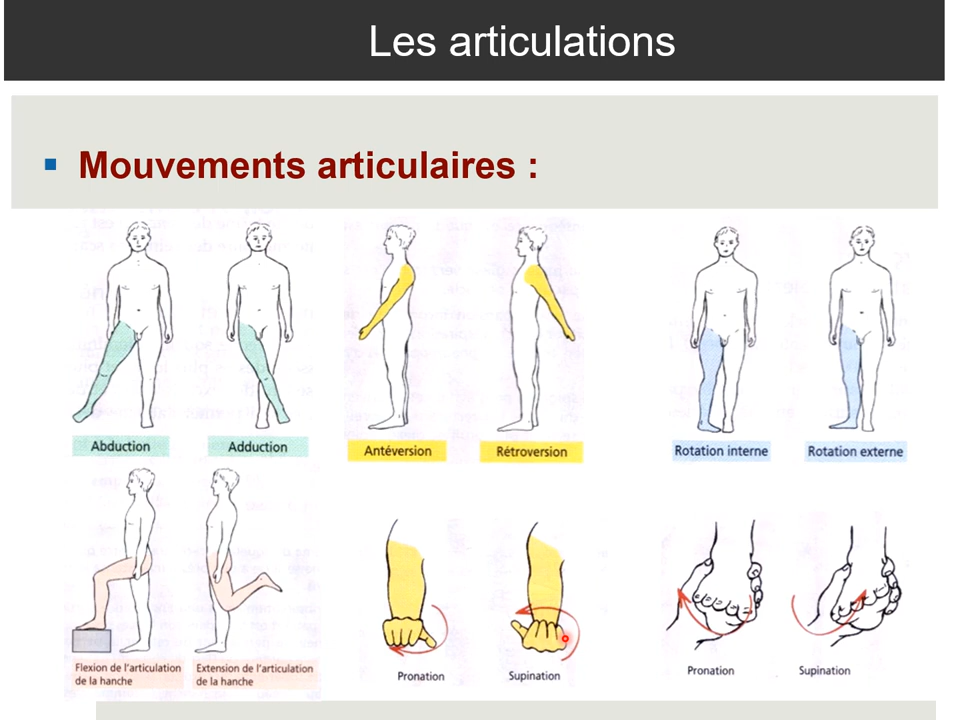 Les articulations
Mouvements articulaires :
Abduction
Adduction
Antéversion
Rétroversion
Rotation interne
Rotation externe
Flexion de l'articulation
de la hanche
Extension de l'articulation
de la hanche
Pronation
Supination
Pronation
Supination